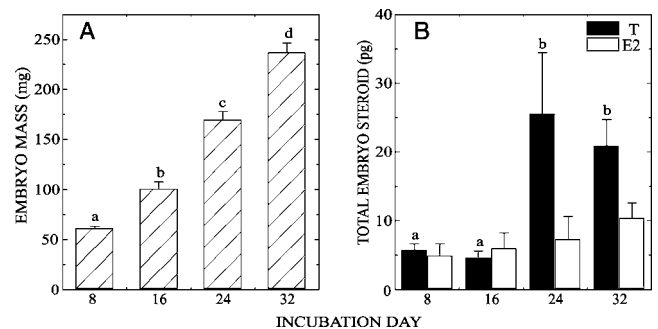 A
EMBRYO MASS (mg)
250
200
150
100
50
0
a
b
c
d
8
16
24
32
B
T
E2
TOTAL EMBRYO STEROID (pg)
40
30
20
10
0
a
a
b
b
8
16
24
32
INCUBATION DAY